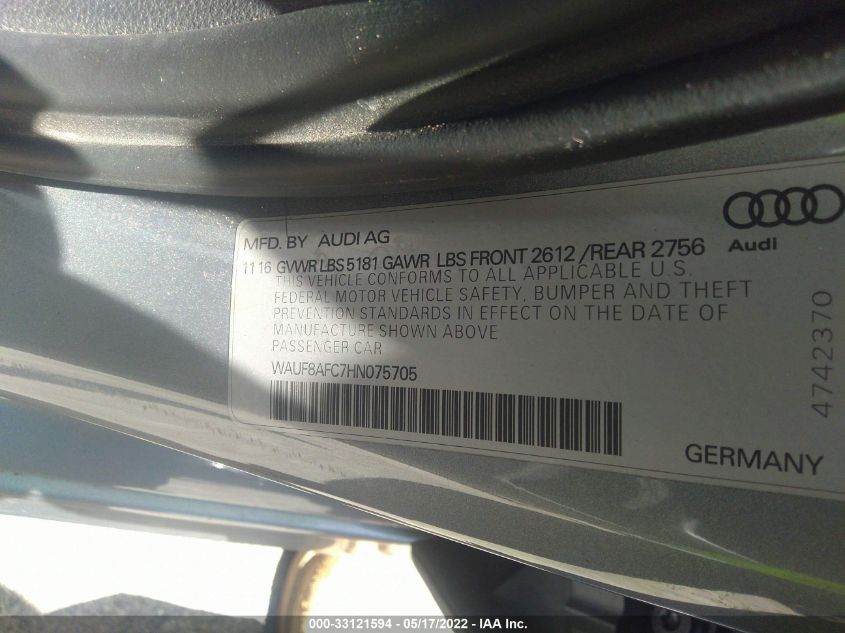 MFD. BY AUDI AG
11 16 GVWR LBS 5181 GAWR LBS FRONT 2612 /REAR 2756
THIS VEHICLE CONFORMS TO ALL APPLICABLE U.S.
FEDERAL MOTOR VEHICLE SAFETY, BUMPER AND THEFT
PREVENTION STANDARDS IN EFFECT ON THE DATE OF
MANUFACTURE SHOWN ABOVE
PASSENGER CAR
WAUF8AFC7HN075705
Audi
4742370
GERMANY
000-33121594 - 05/17/2022 - IAA Inc.